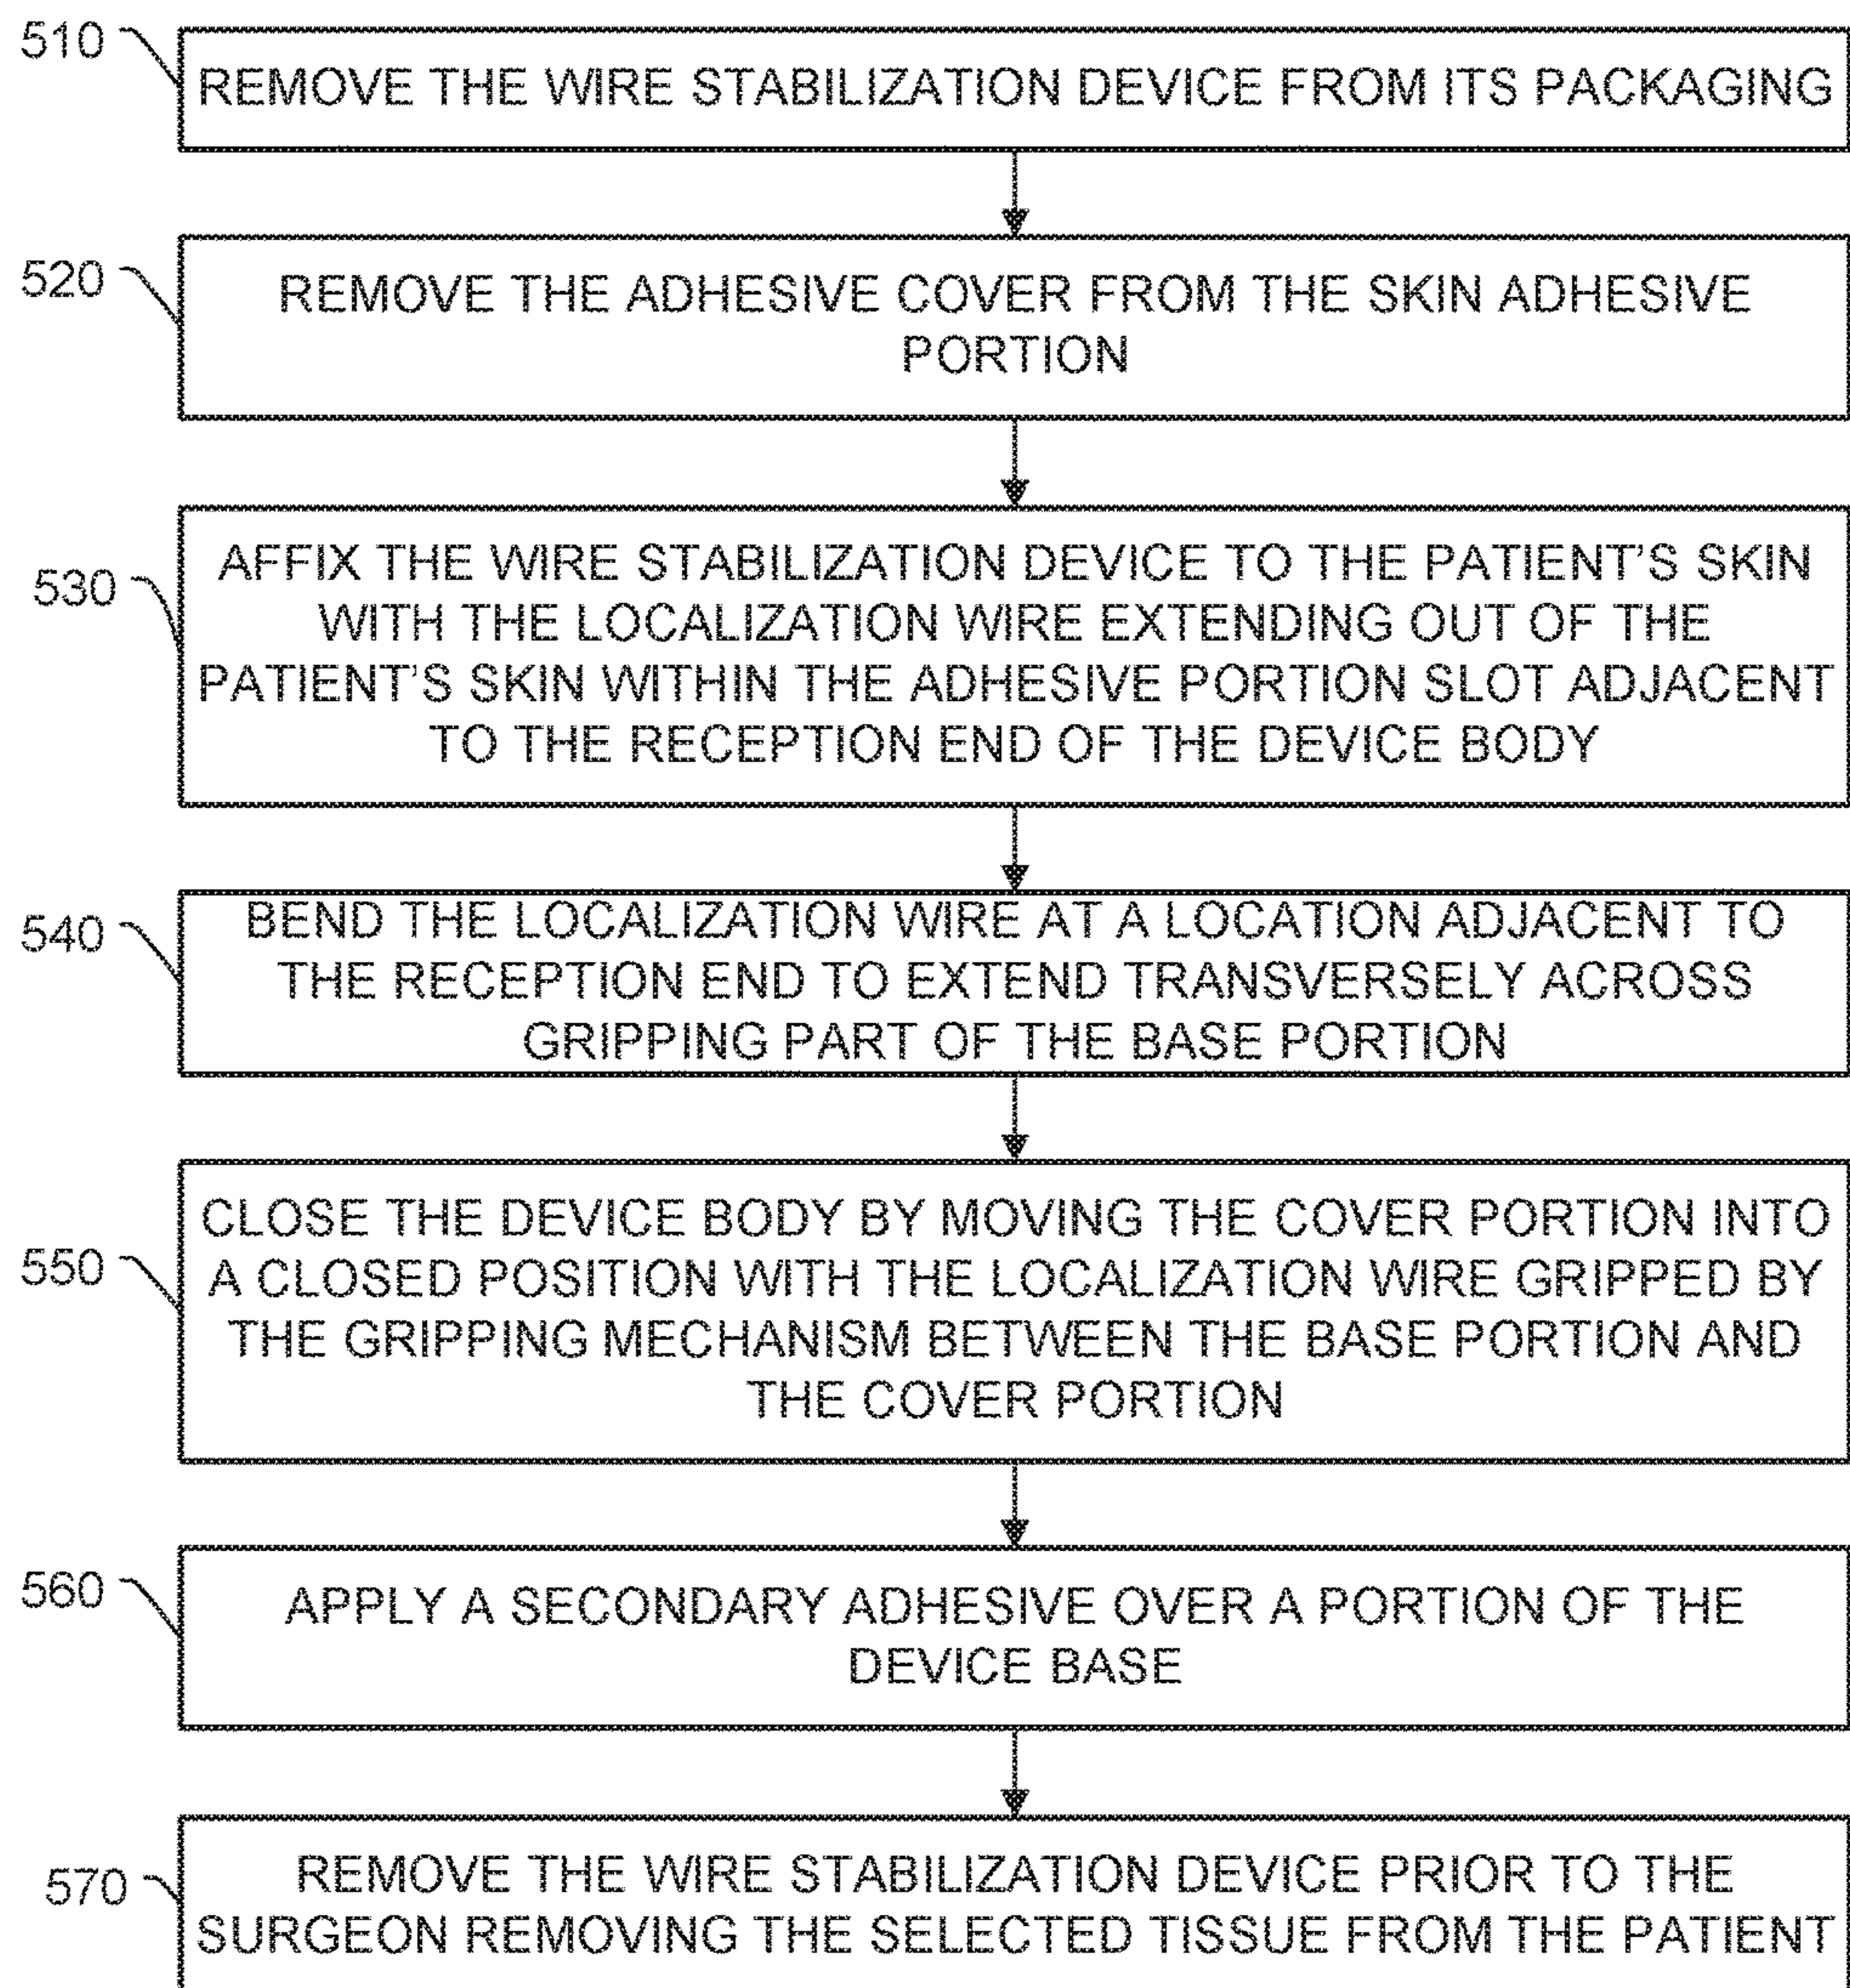 510
REMOVE THE WIRE STABILIZATION DEVICE FROM ITS PACKAGING
520
REMOVE THE ADHESIVE COVER FROM THE SKIN ADHESIVE
PORTION
530
AFFIX THE WIRE STABILIZATION DEVICE TO THE PATIENT'S SKIN
WITH THE LOCALIZATION WIRE EXTENDING OUT OF THE
PATIENT'S SKIN WITHIN THE ADHESIVE PORTION SLOT ADJACENT
TO THE RECEPTION END OF THE DEVICE BODY
540
BEND THE LOCALIZATION WIRE AT A LOCATION ADJACENT TO
THE RECEPTION END TO EXTEND TRANSVERSELY ACROSS
GRIPPING PART OF THE BASE PORTION
550
CLOSE THE DEVICE BODY BY MOVING THE COVER PORTION INTO
A CLOSED POSITION WITH THE LOCALIZATION WIRE GRIPPED BY
THE GRIPPING MECHANISM BETWEEN THE BASE PORTION AND
THE COVER PORTION
560
APPLY A SECONDARY ADHESIVE OVER A PORTION OF THE
DEVICE BASE
570
REMOVE THE WIRE STABILIZATION DEVICE PRIOR TO THE
SURGEON REMOVING THE SELECTED TISSUE FROM THE PATIENT